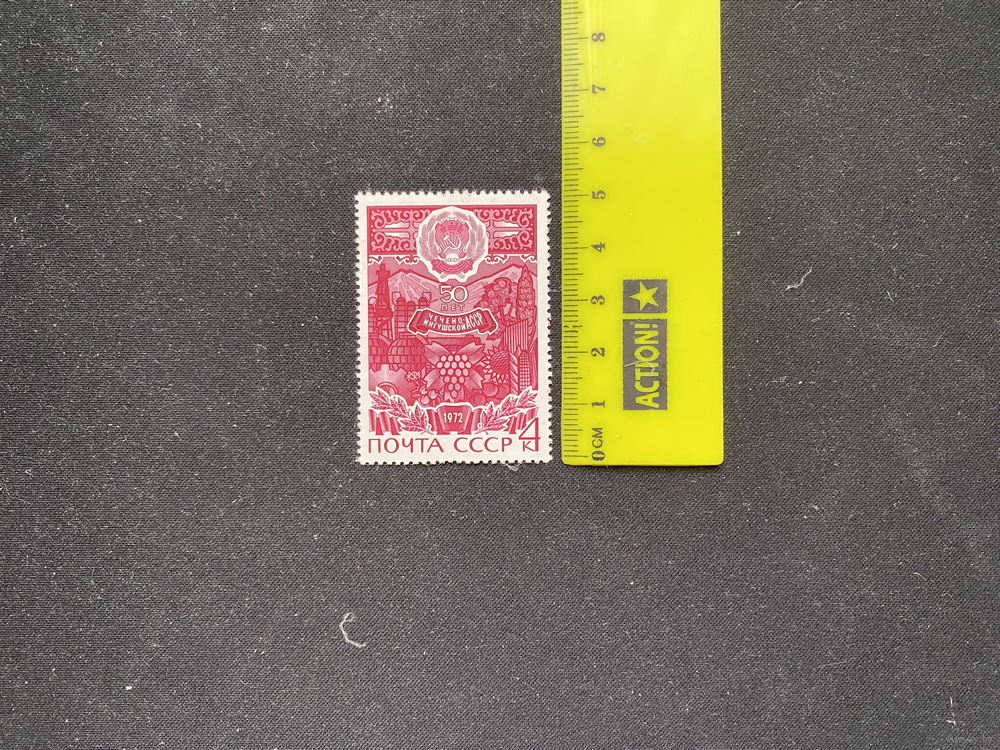 50
ЛЕТ
ЧЕЧЕНО-
ИНГУШСКОЙ АССР
1972
ПОЧТА СССР 4
К
8
7
6
5
4
3
2
1
0 СМ
ACTION!